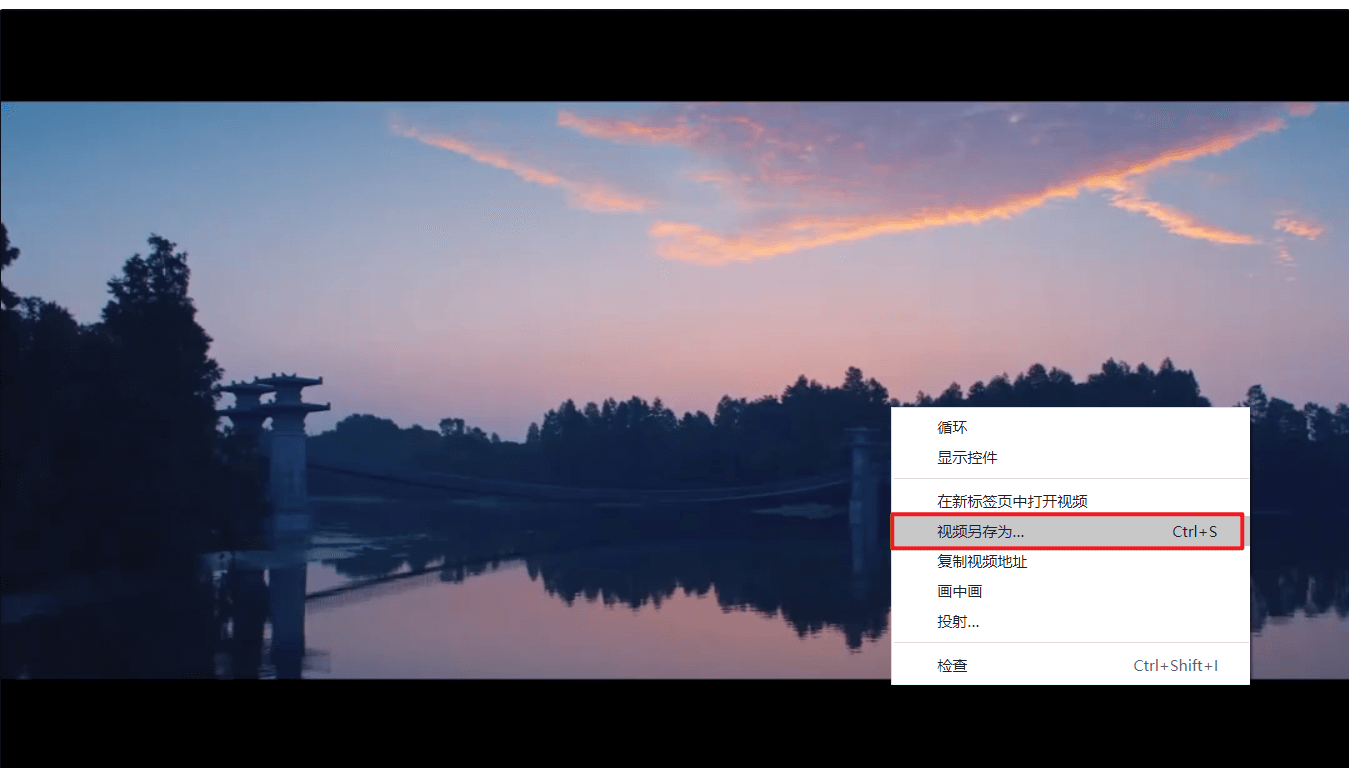 循环
显示控件
在新标签页中打开视频
视频另存为... Ctrl+S
复制视频地址
画中画
投射...
检查 Ctrl+Shift+I